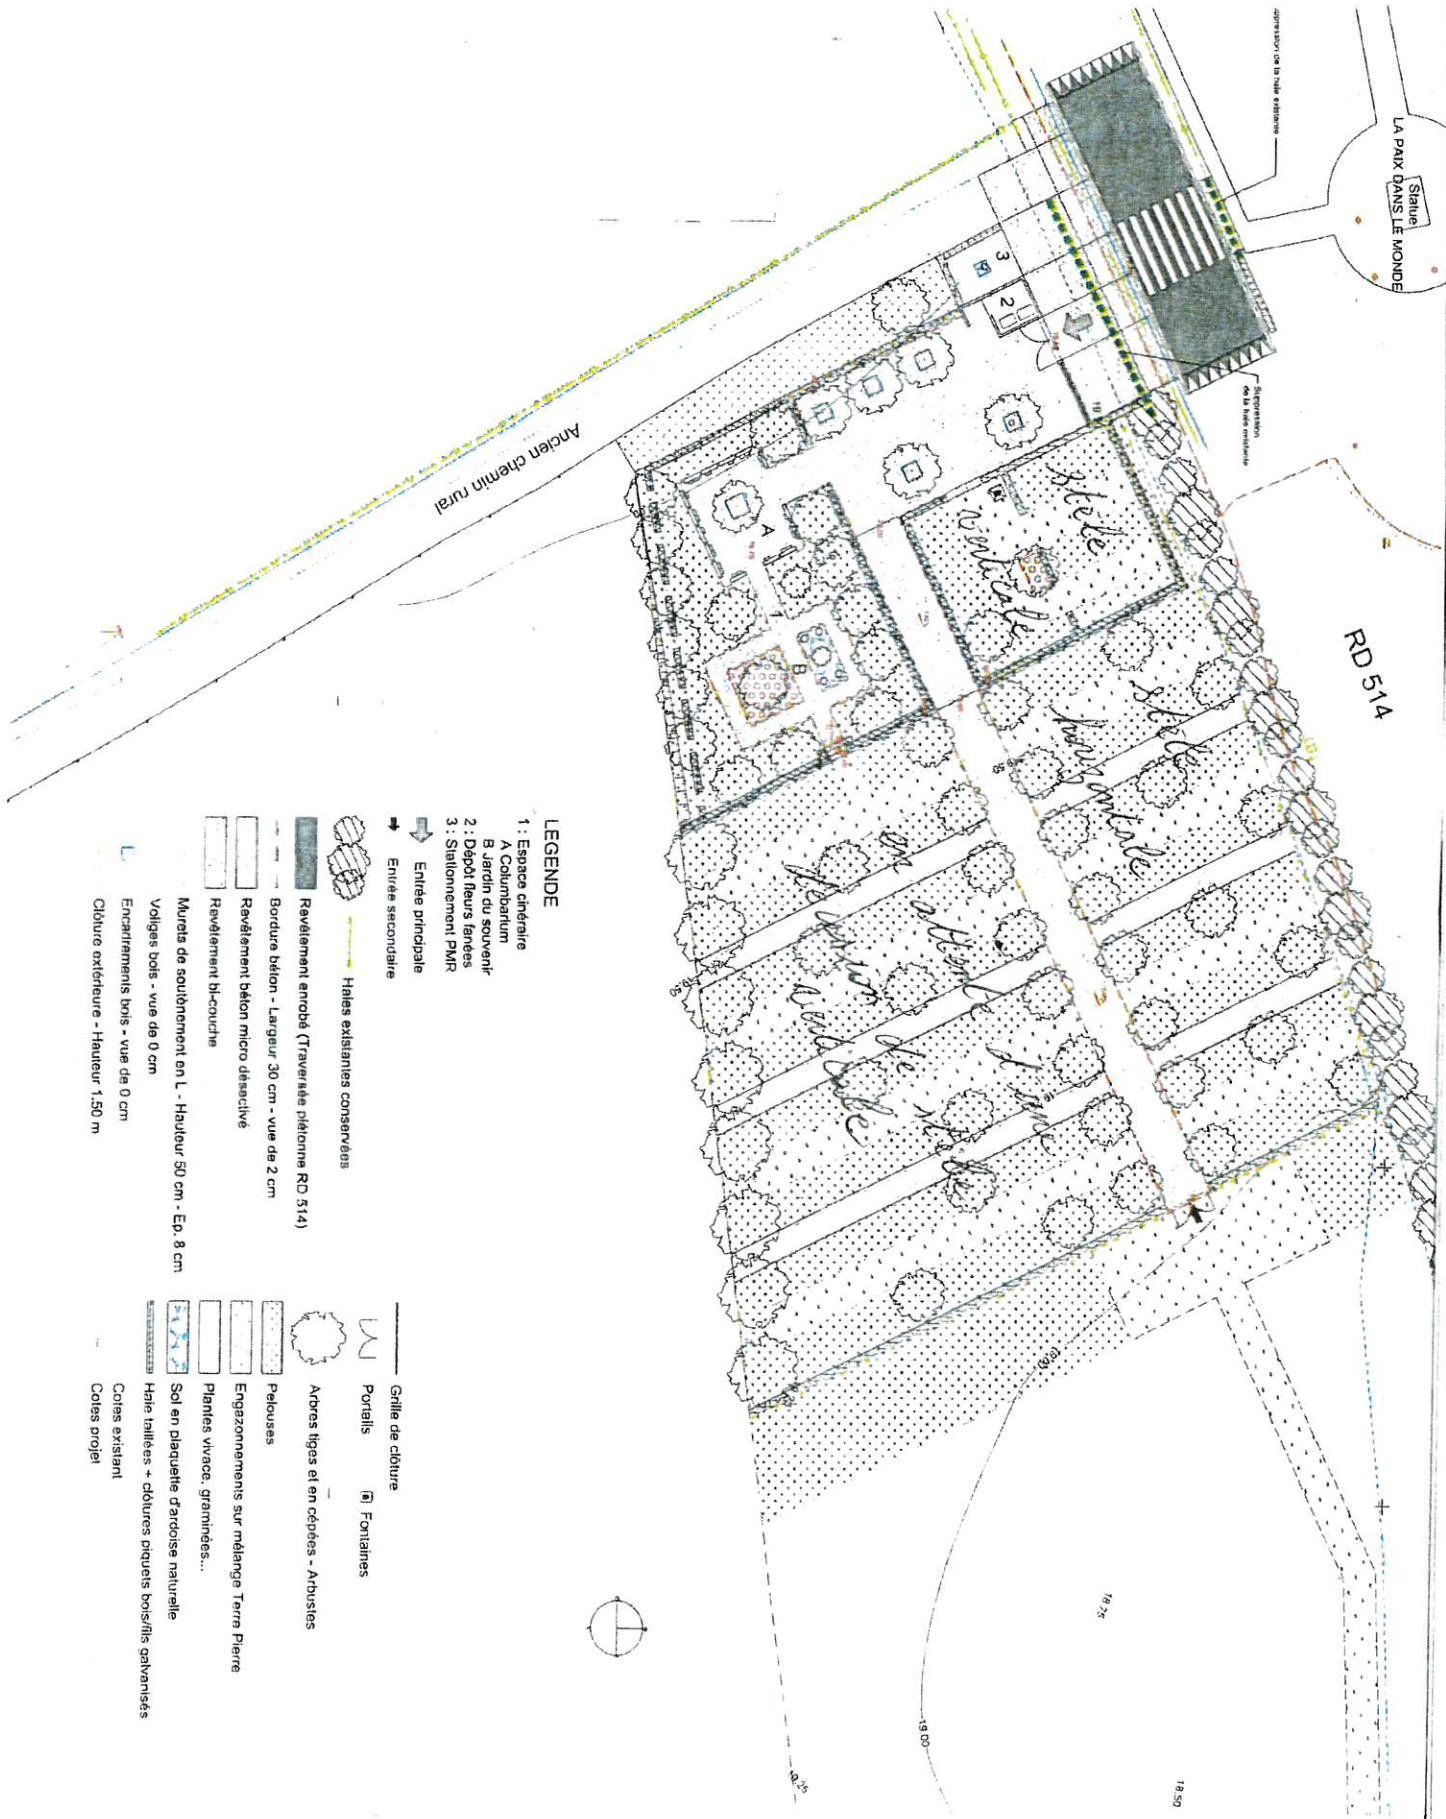 Statue
LA PAIX DANS LE MONDE
Suppression
de la haie existante
RD 514
Ancien chemin rural
3
2
A
1
B
stèle
verticale
stèle
horizontale
en attente d'une
décision de stèle
verticale
18.75
19.00
18.50
LEGENDE
1 : Espace cinéraire
A Columbarium
B Jardin du souvenir
2 : Dépôt fleurs fanées
3 : Stationnement PMR
Entrée principale
Entrée secondaire
Haies existantes conservées
Revêtement enrobé (Traversée piétonne RD 514)
Bordure béton - Largeur 30 cm - vue de 2 cm
Revêtement béton micro désactivé
Revêtement bi-couche
Murets de soutènement en L - Hauteur 50 cm - Ep. 8 cm
Voliges bois - vue de 0 cm
Encadrements bois - vue de 0 cm
Clôture extérieure - Hauteur 1.50 m
Grille de clôture
Portails
Fontaines
Arbres tiges et en cépées - Arbustes
Pelouses
Engazonnements sur mélange Terre Pierre
Plantes vivace, graminées...
Sol en plaquette d'ardoise naturelle
Haie taillées + clôtures piquets bois/fils galvanisés
Cotes existant
Cotes projet